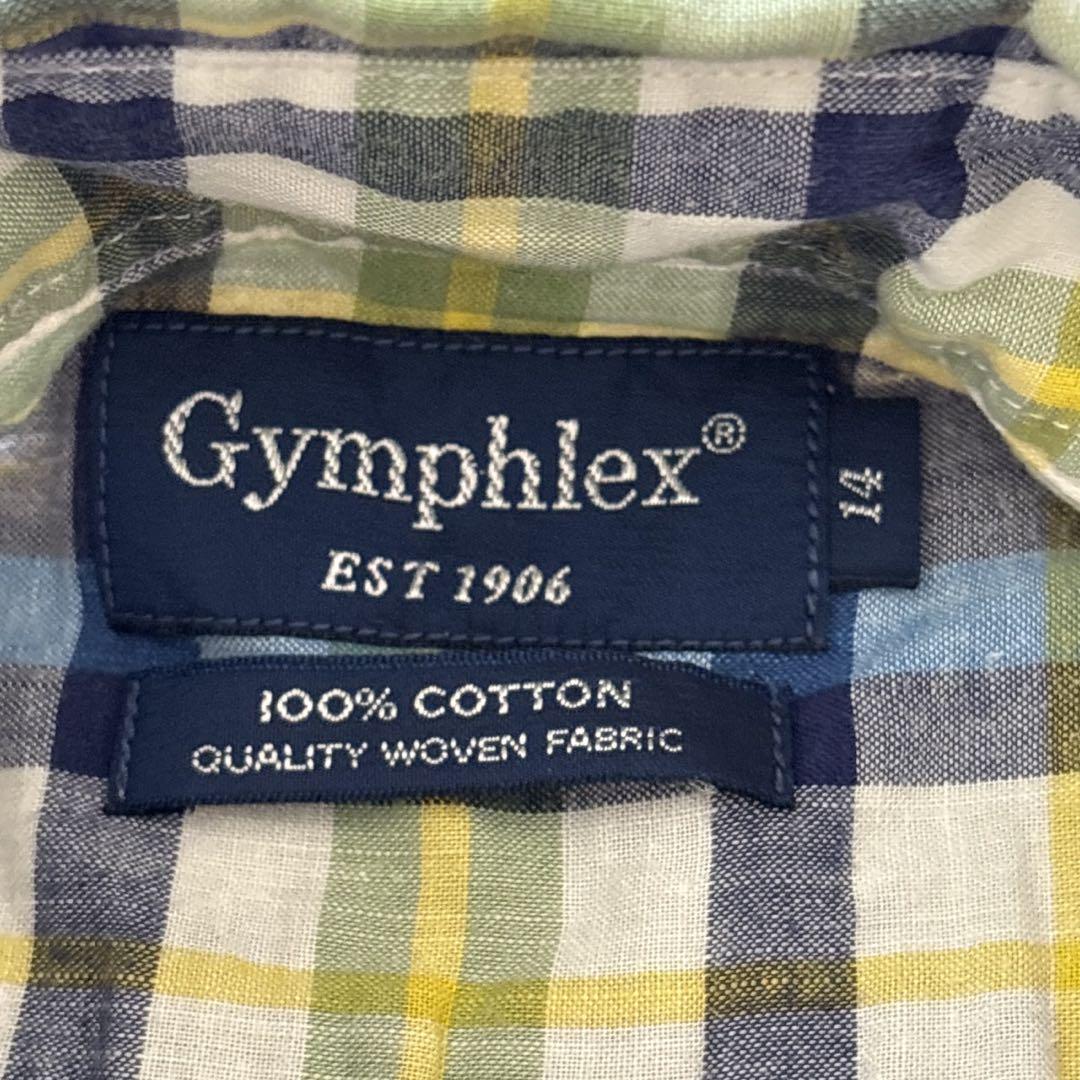 Gymphlex®
EST 1906
14
100% COTTON
QUALITY WOVEN FABRIC